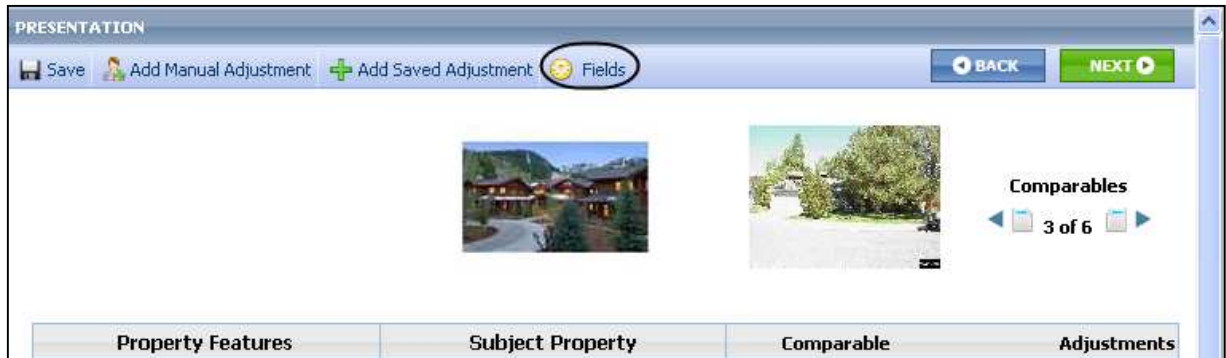 PRESENTATION
Save Add Manual Adjustment Add Saved Adjustment Fields BACK NEXT
Comparables
3 of 6
Property Features Subject Property Comparable Adjustments